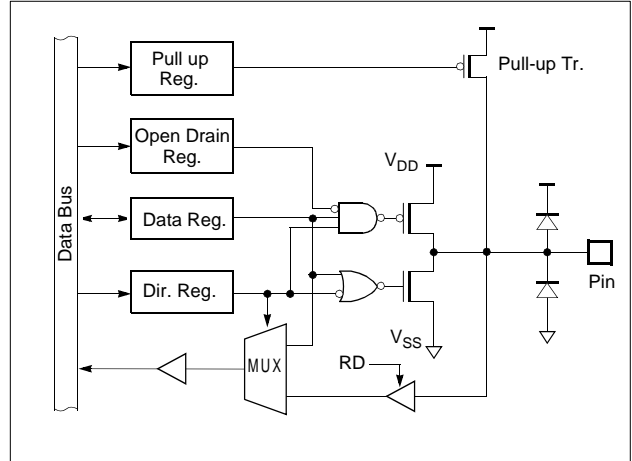 Pull up
Reg.
Pull-up Tr.
Open Drain
Reg.
VDD
Data Bus
Data Reg.
Dir. Reg.
Pin
VSS
MUX
RD